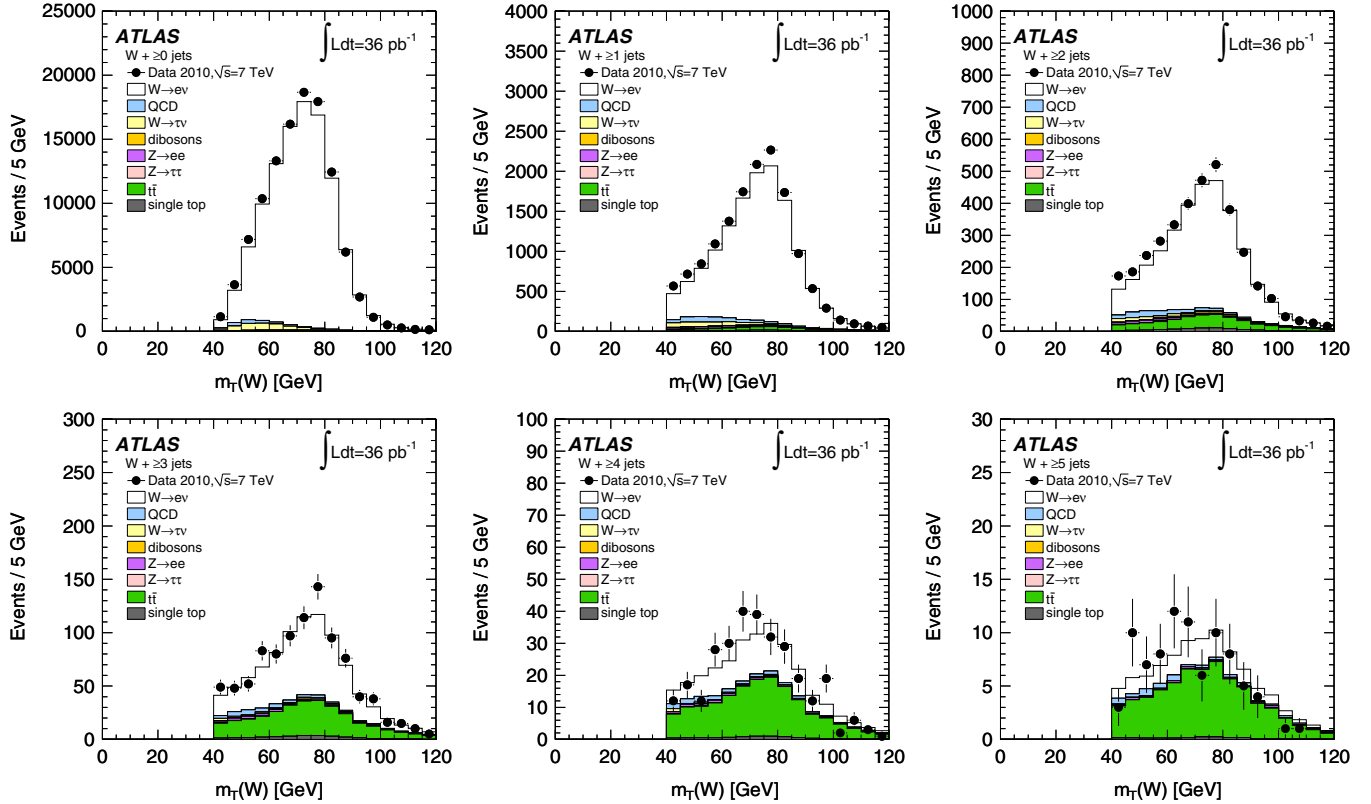 25000
20000
15000
10000
5000
0
Events / 5 GeV
ATLAS
∫Ldt=36 pb⁻¹
W + ≥0 jets
Data 2010,√s=7 TeV
W→eν
QCD
W→τν
dibosons
Z→ee
Z→ττ
tt̄
single top
0 20 40 60 80 100 120
m_T(W) [GeV]
4000
3500
3000
2500
2000
1500
1000
500
0
Events / 5 GeV
ATLAS
∫Ldt=36 pb⁻¹
W + ≥1 jets
Data 2010,√s=7 TeV
W→eν
QCD
W→τν
dibosons
Z→ee
Z→ττ
tt̄
single top
0 20 40 60 80 100 120
m_T(W) [GeV]
1000
900
800
700
600
500
400
300
200
100
0
Events / 5 GeV
ATLAS
∫Ldt=36 pb⁻¹
W + ≥2 jets
Data 2010,√s=7 TeV
W→eν
QCD
W→τν
dibosons
Z→ee
Z→ττ
tt̄
single top
0 20 40 60 80 100 120
m_T(W) [GeV]
300
250
200
150
100
50
0
Events / 5 GeV
ATLAS
∫Ldt=36 pb⁻¹
W + ≥3 jets
Data 2010,√s=7 TeV
W→eν
QCD
W→τν
dibosons
Z→ee
Z→ττ
tt̄
single top
0 20 40 60 80 100 120
m_T(W) [GeV]
100
90
80
70
60
50
40
30
20
10
0
Events / 5 GeV
ATLAS
∫Ldt=36 pb⁻¹
W + ≥4 jets
Data 2010,√s=7 TeV
W→eν
QCD
W→τν
dibosons
Z→ee
Z→ττ
tt̄
single top
0 20 40 60 80 100 120
m_T(W) [GeV]
30
25
20
15
10
5
0
Events / 5 GeV
ATLAS
∫Ldt=36 pb⁻¹
W + ≥5 jets
Data 2010,√s=7 TeV
W→eν
QCD
W→τν
dibosons
Z→ee
Z→ττ
tt̄
single top
0 20 40 60 80 100 120
m_T(W) [GeV]